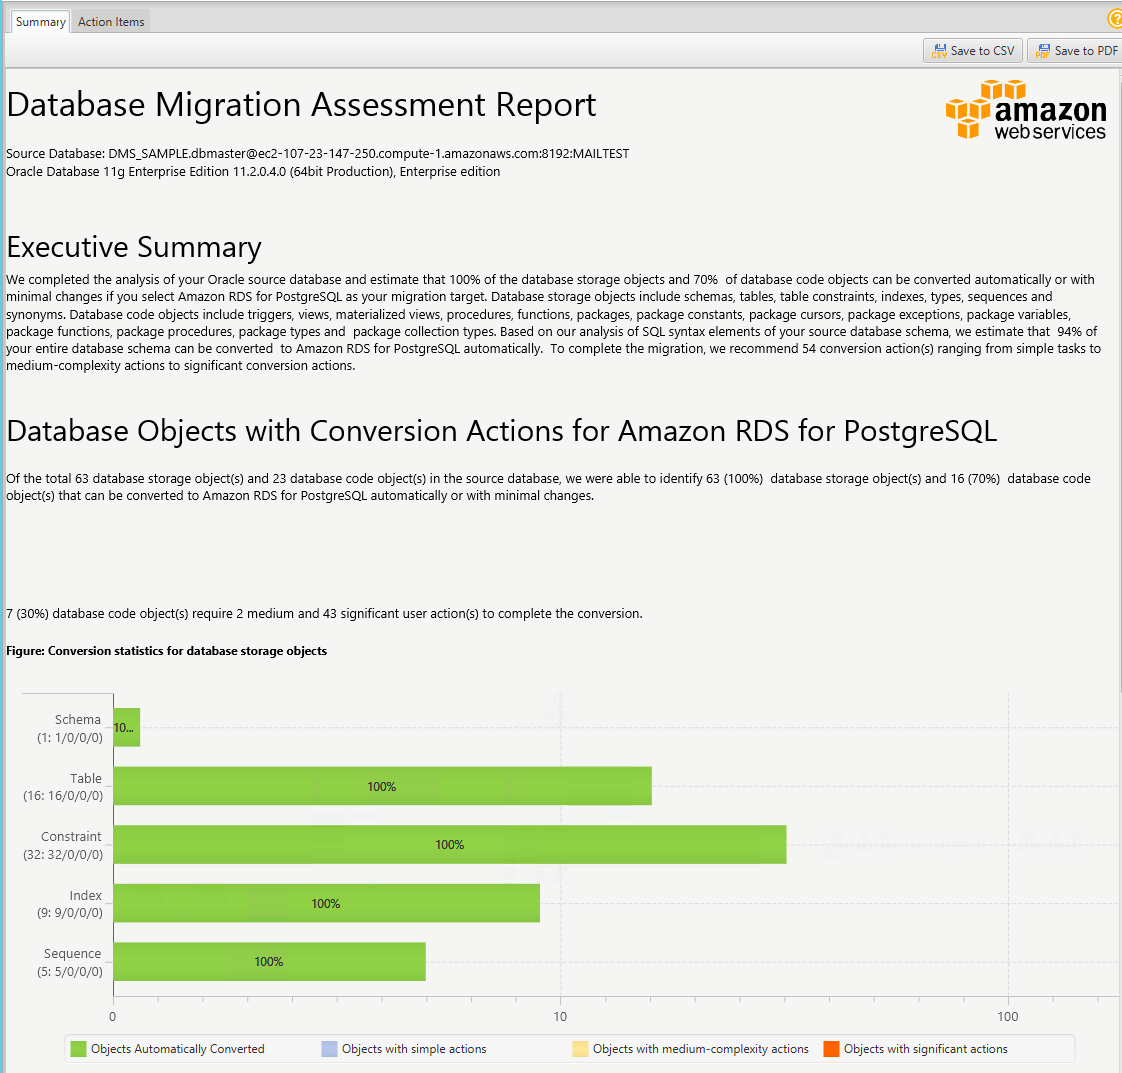 Summary
Action Items
?
CSV Save to CSV
PDF Save to PDF
Database Migration Assessment Report
amazon
web services
Source Database: DMS_SAMPLE.dbmaster@ec2-107-23-147-250.compute-1.amazonaws.com:8192:MAILTEST
Oracle Database 11g Enterprise Edition 11.2.0.4.0 (64bit Production), Enterprise edition
Executive Summary
We completed the analysis of your Oracle source database and estimate that 100% of the database storage objects and 70%  of database code objects can be converted automatically or with
minimal changes if you select Amazon RDS for PostgreSQL as your migration target. Database storage objects include schemas, tables, table constraints, indexes, types, sequences and
synonyms. Database code objects include triggers, views, materialized views, procedures, functions, packages, package constants, package cursors, package exceptions, package variables,
package functions, package procedures, package types and  package collection types. Based on our analysis of SQL syntax elements of your source database schema, we estimate that  94% of
your entire database schema can be converted  to Amazon RDS for PostgreSQL automatically.  To complete the migration, we recommend 54 conversion action(s) ranging from simple tasks to
medium-complexity actions to significant conversion actions.
Database Objects with Conversion Actions for Amazon RDS for PostgreSQL
Of the total 63 database storage object(s) and 23 database code object(s) in the source database, we were able to identify 63 (100%)  database storage object(s) and 16 (70%)  database code
object(s) that can be converted to Amazon RDS for PostgreSQL automatically or with minimal changes.
7 (30%) database code object(s) require 2 medium and 43 significant user action(s) to complete the conversion.
Figure: Conversion statistics for database storage objects
Schema
(1: 1/0/0/0)
10...
Table
(16: 16/0/0/0)
100%
Constraint
(32: 32/0/0/0)
100%
Index
(9: 9/0/0/0)
100%
Sequence
(5: 5/0/0/0)
100%
0
10
100
Objects Automatically Converted
Objects with simple actions
Objects with medium-complexity actions
Objects with significant actions